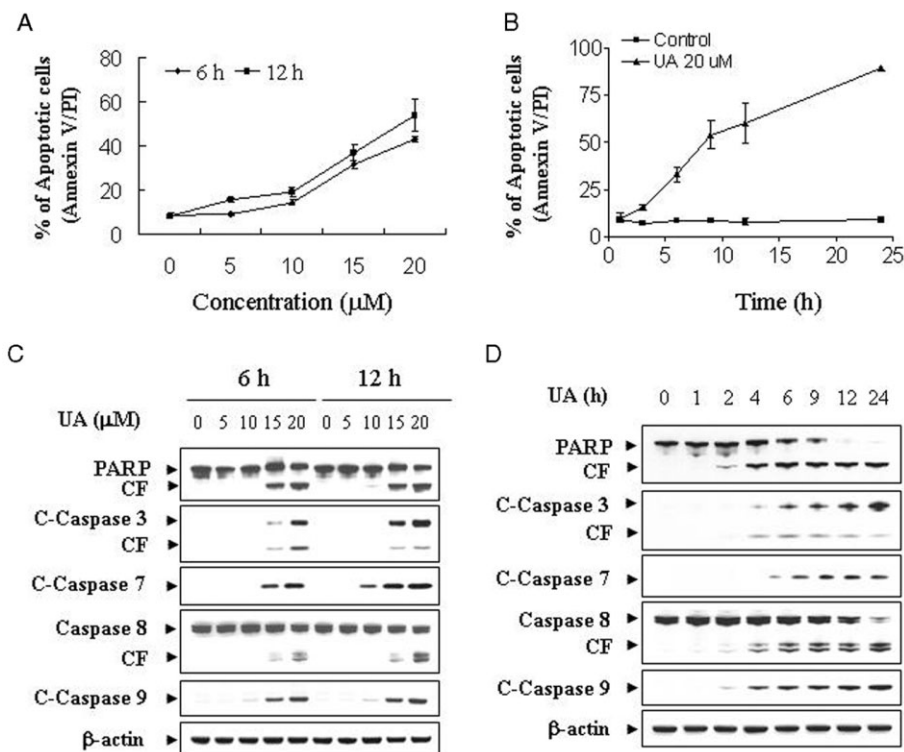 A
6 h
12 h
% of Apoptotic cells
(Annexin V/PI)
80
60
40
20
0
0 5 10 15 20
Concentration (μM)
B
Control
UA 20 uM
% of Apoptotic cells
(Annexin V/PI)
100
75
50
25
0
0 5 10 15 20 25
Time (h)
C
6 h 12 h
UA (μM) 0 5 10 15 20 0 5 10 15 20
PARP
CF
C-Caspase 3
CF
C-Caspase 7
Caspase 8
CF
C-Caspase 9
β-actin
D
UA (h) 0 1 2 4 6 9 12 24
PARP
CF
C-Caspase 3
CF
C-Caspase 7
Caspase 8
CF
C-Caspase 9
β-actin